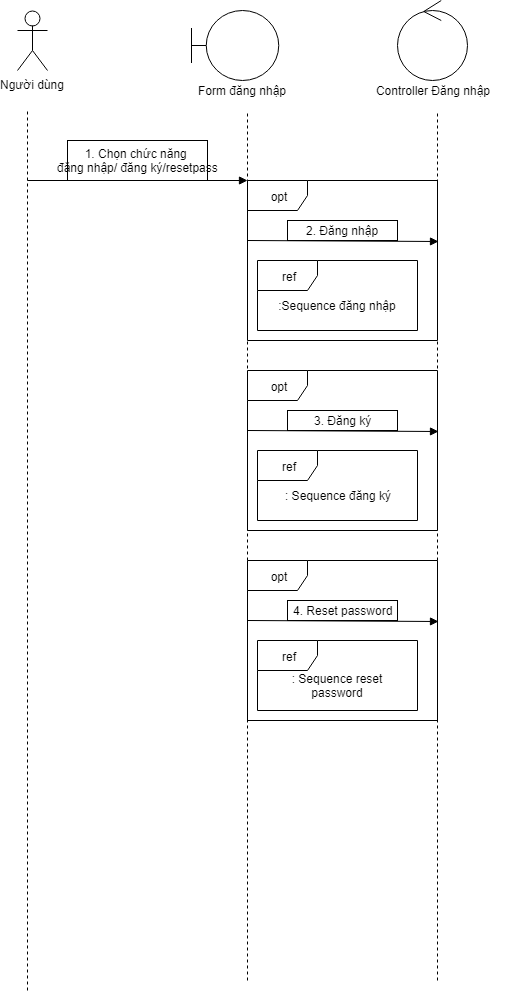 Người dùng
Form đăng nhập
Controller Đăng nhập
1. Chọn chức năng
đăng nhập/ đăng ký/resetpass
opt
2. Đăng nhập
ref
:Sequence đăng nhập
opt
3. Đăng ký
ref
: Sequence đăng ký
opt
4. Reset password
ref
: Sequence reset
password